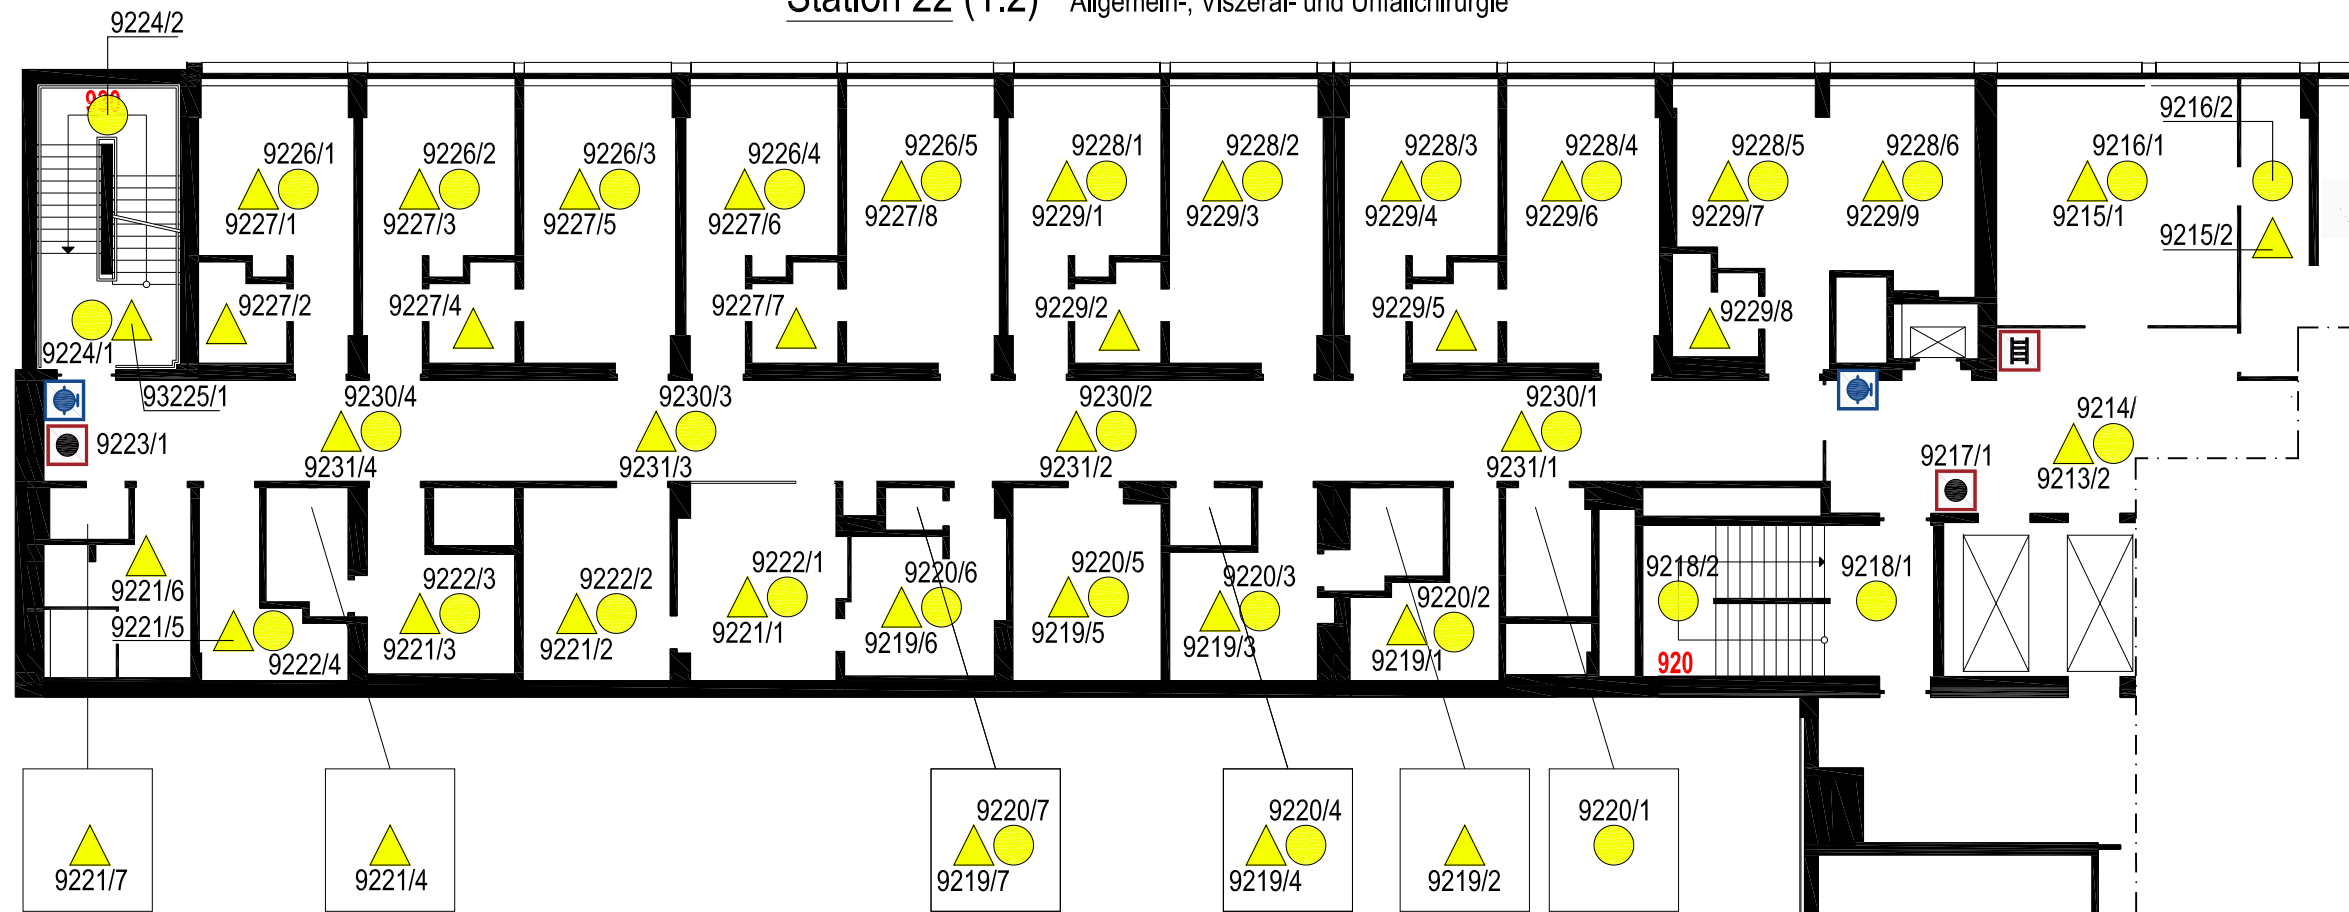 Station 22 (1.2) Allgemein-, Viszeral- und Unfallchirurgie
9224/2
9226/1 9226/2 9226/3 9226/4 9226/5 9228/1 9228/2 9228/3 9228/4 9228/5 9228/6 9216/1 9216/2
9227/1 9227/3 9227/5 9227/6 9227/8 9229/1 9229/3 9229/4 9229/6 9229/7 9229/9 9215/1
9215/2
9227/2 9227/4 9227/7 9229/2 9229/5 9229/8
9224/1
93225/1 9230/4 9230/3 9230/2 9230/1 9214/
9223/1
9231/4 9231/3 9231/2 9231/1 9217/1 9213/2
9221/6 9222/3 9222/2 9222/1 9220/6 9220/5 9220/3 9220/2 9218/2 9218/1
9221/5
9222/4 9221/3 9221/2 9221/1 9219/6 9219/5 9219/3 9219/1 920
9220/7 9220/4 9220/1
9221/7 9221/4 9219/7 9219/4 9219/2